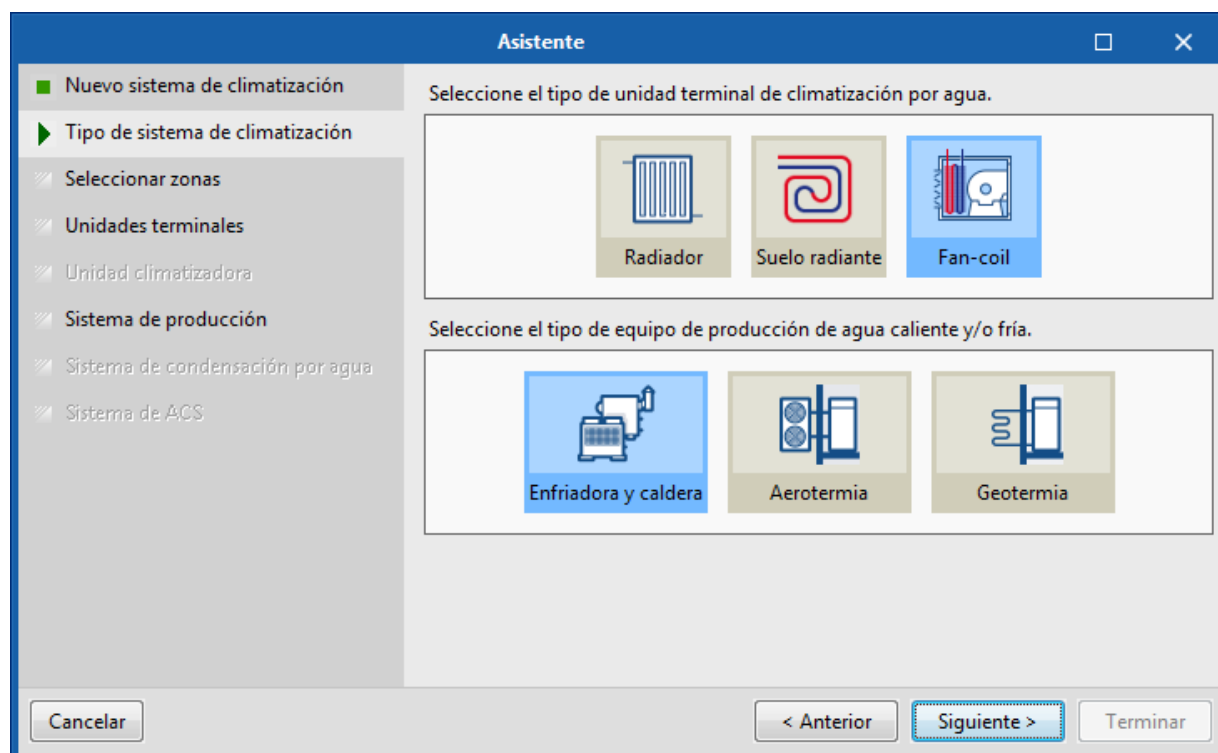 Asistente
Nuevo sistema de climatización
Tipo de sistema de climatización
Seleccionar zonas
Unidades terminales
Unidad climatizadora
Sistema de producción
Sistema de condensación por agua
Sistema de ACS
Seleccione el tipo de unidad terminal de climatización por agua.
Radiador
Suelo radiante
Fan-coil
Seleccione el tipo de equipo de producción de agua caliente y/o fría.
Enfriadora y caldera
Aerotermia
Geotermia
Cancelar
< Anterior
Siguiente >
Terminar